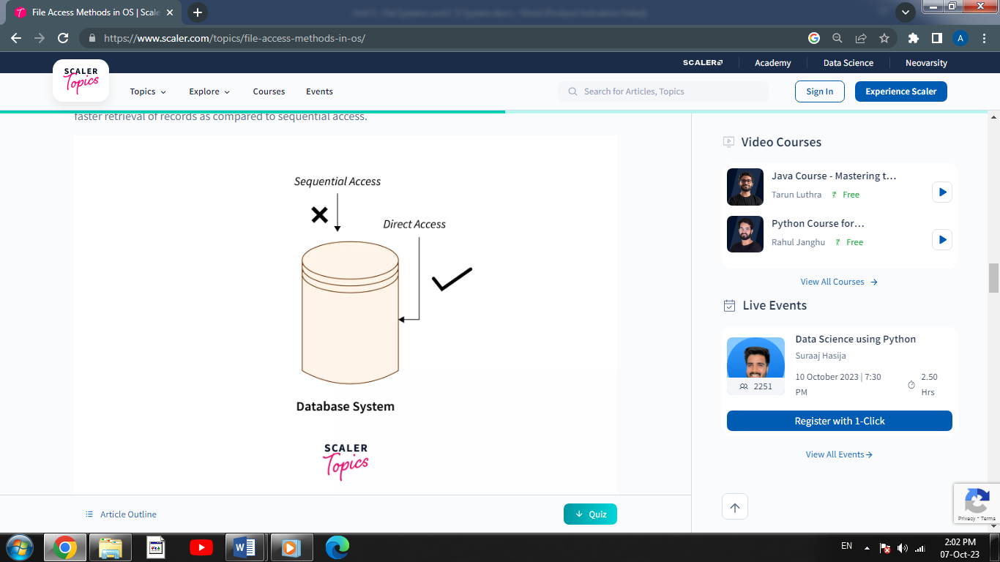 File Access Methods in OS | Scale
https://www.scaler.com/topics/file-access-methods-in-os/
A
SCALER
Academy
Data Science
Neovarsity
SCALER
Topics
Topics
Explore
Courses
Events
Search for Articles, Topics
Sign In
Experience Scaler
faster retrieval of records as compared to sequential access.
Sequential Access
Direct Access
Database System
SCALER
Topics
Video Courses
Java Course - Mastering t...
Tarun Luthra ₹ Free
Python Course for...
Rahul Janghu ₹ Free
View All Courses
Live Events
Data Science using Python
Suraaj Hasija
10 October 2023 | 7:30
PM
2.50
Hrs
2251
Register with 1-Click
View All Events
Article Outline
Quiz
Privacy - Terms
EN
2:02 PM
07-Oct-23